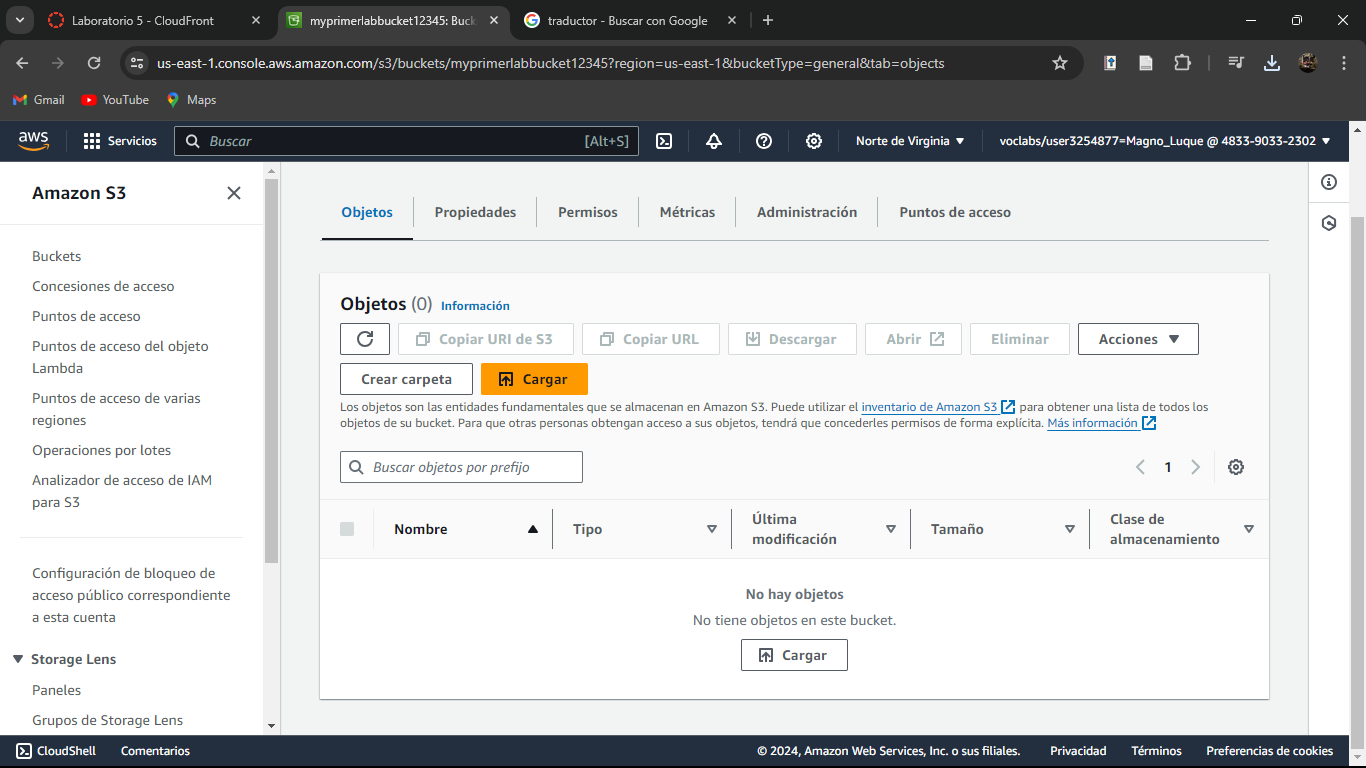 Laboratorio 5 - CloudFront
myprimerlabbucket12345: Buck
traductor - Buscar con Google
us-east-1.console.aws.amazon.com/s3/buckets/myprimerlabbucket12345?region=us-east-1&bucketType=general&tab=objects
Gmail
YouTube
Maps
aws
Servicios
Buscar
[Alt+S]
Norte de Virginia
voclabs/user3254877=Magno_Luque @ 4833-9033-2302
Amazon S3
Buckets
Concesiones de acceso
Puntos de acceso
Puntos de acceso del objeto
Lambda
Puntos de acceso de varias
regiones
Operaciones por lotes
Analizador de acceso de IAM
para S3
Configuración de bloqueo de
acceso público correspondiente
a esta cuenta
Storage Lens
Paneles
Grupos de Storage Lens
Objetos
Propiedades
Permisos
Métricas
Administración
Puntos de acceso
Objetos (0) Información
Copiar URI de S3
Copiar URL
Descargar
Abrir
Eliminar
Acciones
Crear carpeta
Cargar
Los objetos son las entidades fundamentales que se almacenan en Amazon S3. Puede utilizar el inventario de Amazon S3 para obtener una lista de todos los
objetos de su bucket. Para que otras personas obtengan acceso a sus objetos, tendrá que concederles permisos de forma explícita. Más información
Buscar objetos por prefijo
1
Nombre
Tipo
Última
modificación
Tamaño
Clase de
almacenamiento
No hay objetos
No tiene objetos en este bucket.
Cargar
CloudShell
Comentarios
© 2024, Amazon Web Services, Inc. o sus filiales.
Privacidad
Términos
Preferencias de cookies